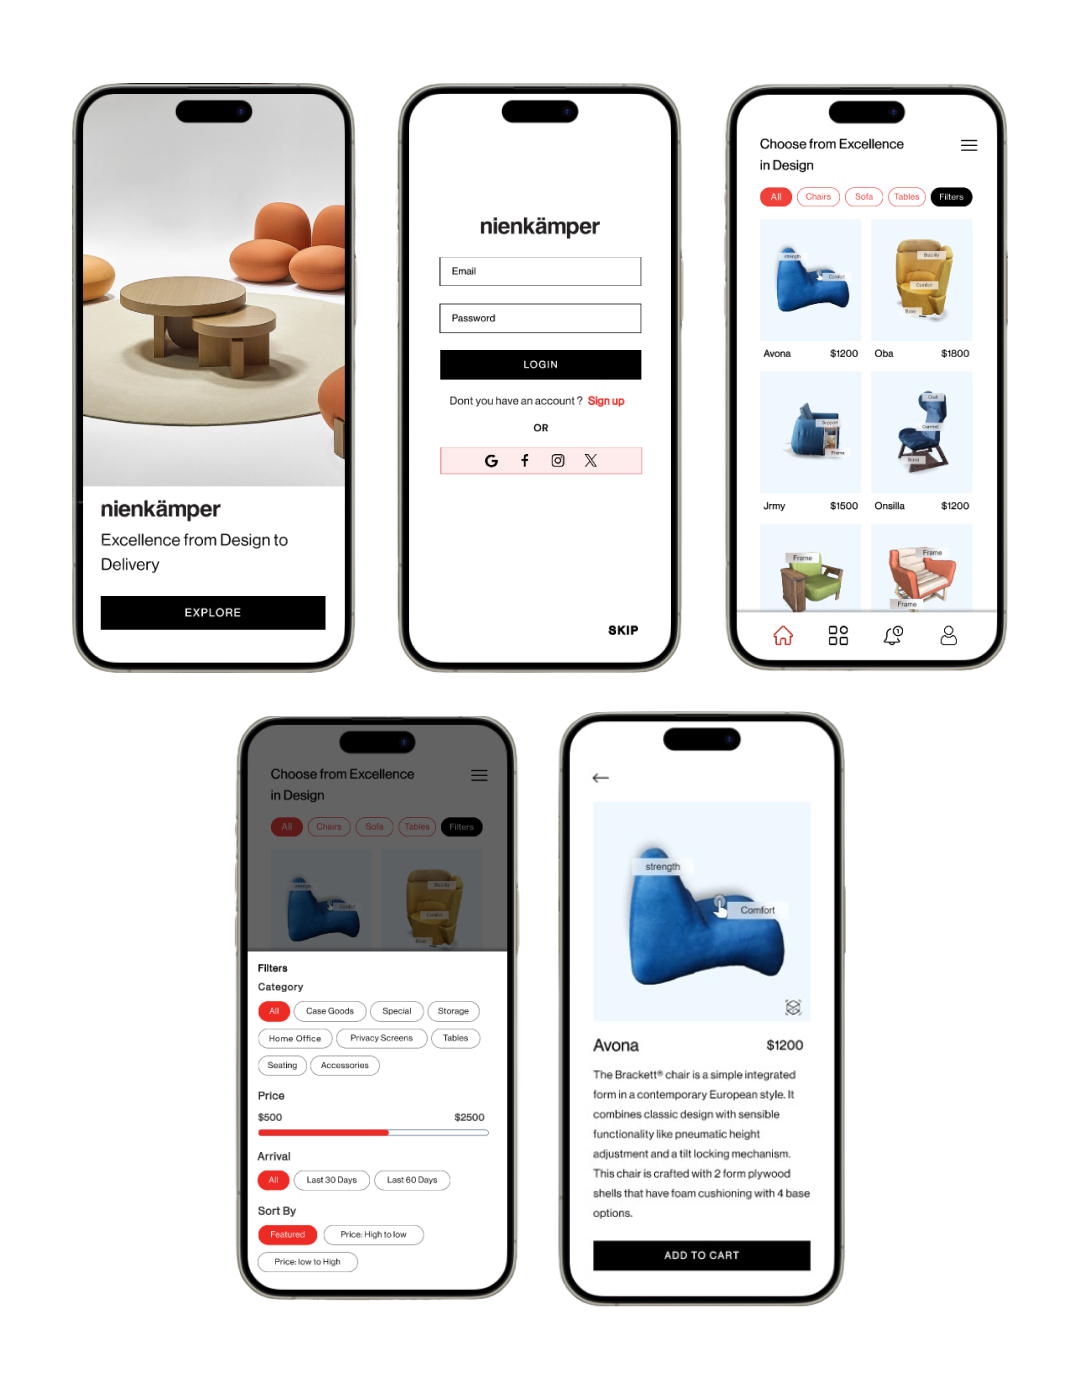 nienkämper
Excellence from Design to
Delivery
EXPLORE
nienkämper
Email
Password
LOGIN
Dont you have an account ? Sign up
OR
SKIP
Choose from Excellence
in Design
All Chairs Sofa Tables Filters
strength
Comfort
Comfort
Base
Avona $1200 Oba $1800
Support
Frame
Comfort
Jrmy $1500 Onsilla $1200
Frame
Frame
Frame
1
Choose from Excellence
in Design
All Chairs Sofa Tables Filters
strength
Comfort
Comfort
Filters
Category
All Case Goods Special Storage
Home Office Privacy Screens Tables
Seating Accessories
Price
$500 $2500
Arrival
All Last 30 Days Last 60 Days
Sort By
Featured Price: High to low
Price: low to High
strength
Comfort
Avona $1200
The Brackett® chair is a simple integrated
form in a contemporary European style. It
combines classic design with sensible
functionality like pneumatic height
adjustment and a tilt locking mechanism.
This chair is crafted with 2 form plywood
shells that have foam cushioning with 4 base
options.
ADD TO CART